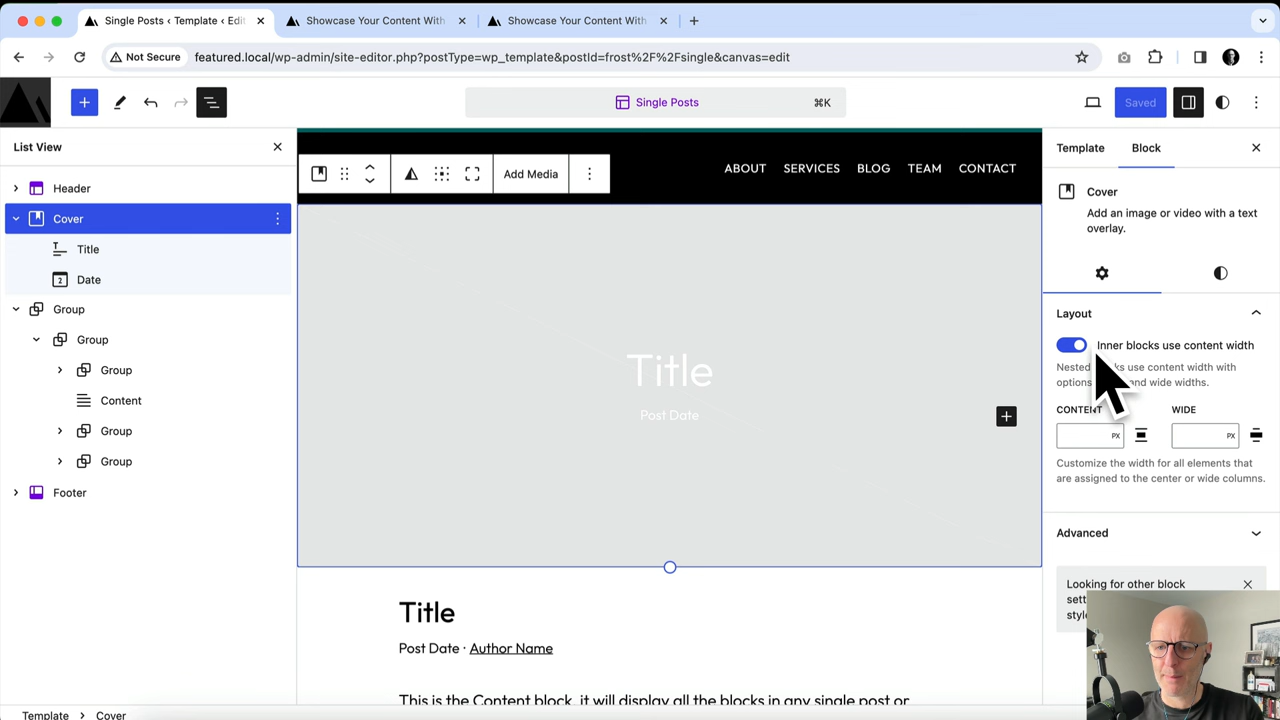 Single Posts ‹ Template ‹ Edi
Showcase Your Content With
Showcase Your Content With
Not Secure
featured.local/wp-admin/site-editor.php?postType=wp_template&postId=frost%2F%2Fsingle&canvas=edit
Single Posts
⌘K
Saved
List View
Header
Cover
Title
Date
Group
Group
Group
Content
Group
Group
Footer
Add Media
ABOUT SERVICES BLOG TEAM CONTACT
Title
Post Date
Title
Post Date · Author Name
This is the Content block, it will display all the blocks in any single post or
Template Block
Cover
Add an image or video with a text
overlay.
Layout
Inner blocks use content width
Nested use content width with
options and wide widths.
CONTENT WIDE
PX PX
Customize the width for all elements that
are assigned to the center or wide columns.
Advanced
Looking for other block
Template › Cover